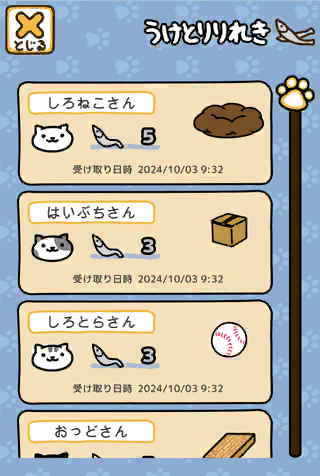 とじる
うけとりりれき
しろねこさん
5
受け取り日時 2024/10/03 9:32
はいぶちさん
3
受け取り日時 2024/10/03 9:32
しろとらさん
3
受け取り日時 2024/10/03 9:32
おっどさん